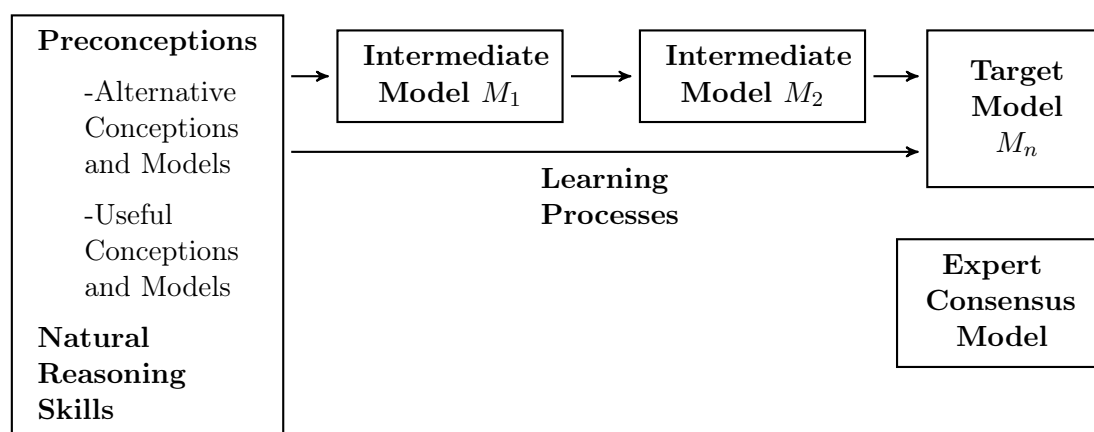 Preconceptions
-Alternative
Conceptions
and Models
-Useful
Conceptions
and Models
Natural
Reasoning
Skills
Intermediate
Model M₁
Intermediate
Model M₂
Target
Model
Mₙ
Learning
Processes
Expert
Consensus
Model